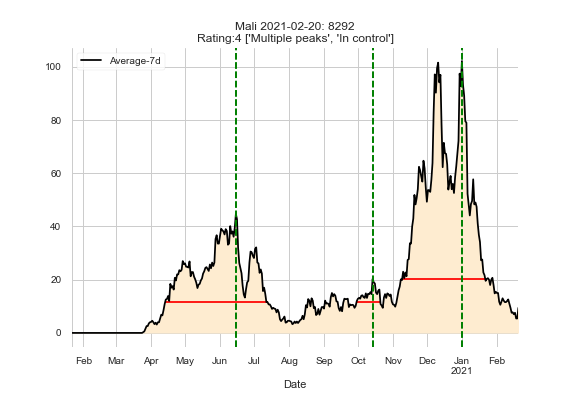 Mali 2021-02-20: 8292
Rating:4 ['Multiple peaks', 'In control']
Average-7d
100
80
60
40
20
0
Feb Mar Apr May Jun Jul Aug Sep Oct Nov Dec Jan Feb
2021
Date